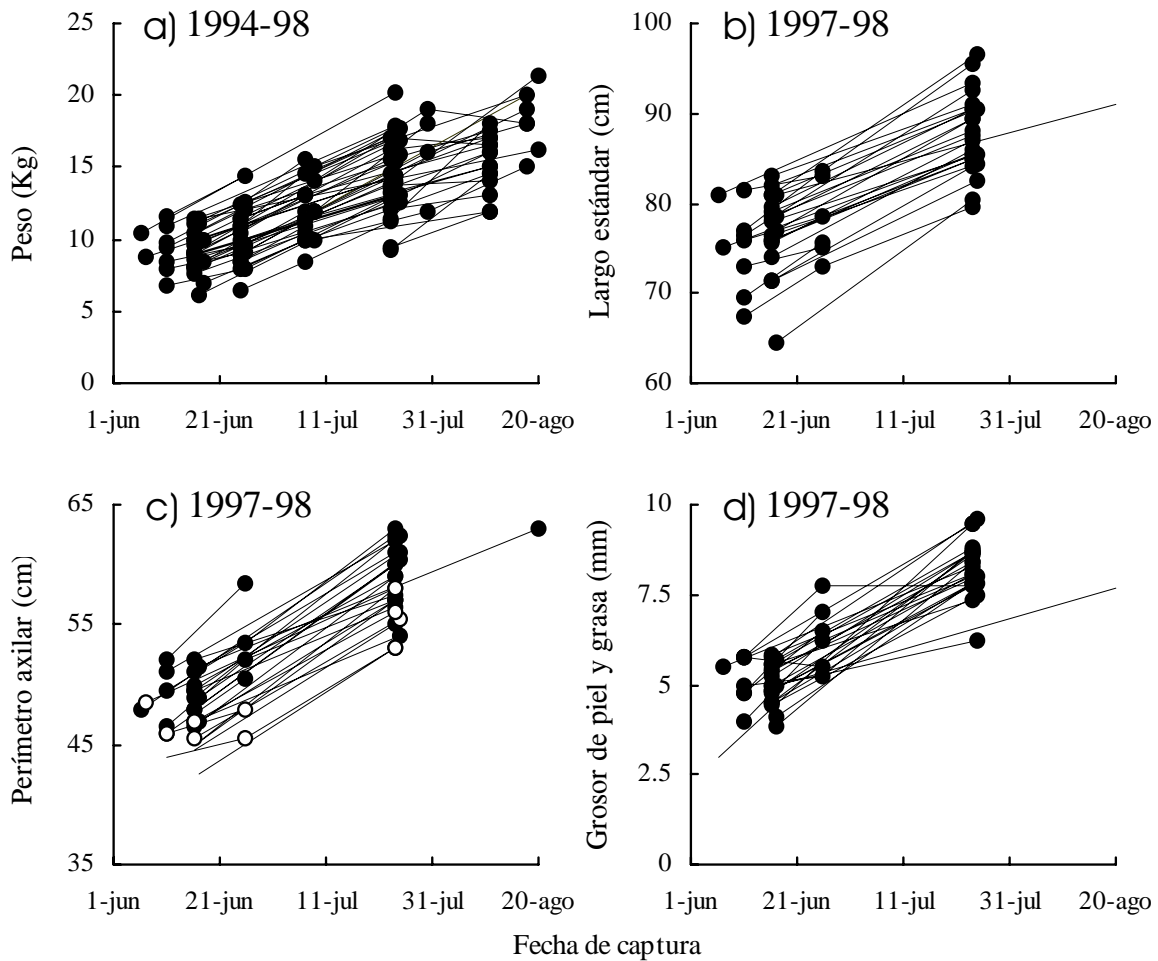 a) 1994-98
25
20
15
10
5
0
Peso (Kg)
1-jun 21-jun 11-jul 31-jul 20-ago
b) 1997-98
100
90
80
70
60
Largo estándar (cm)
1-jun 21-jun 11-jul 31-jul 20-ago
c) 1997-98
65
55
45
35
Perímetro axilar (cm)
1-jun 21-jun 11-jul 31-jul 20-ago
d) 1997-98
10
7.5
5
2.5
0
Grosor de piel y grasa (mm)
1-jun 21-jun 11-jul 31-jul 20-ago
Fecha de captura